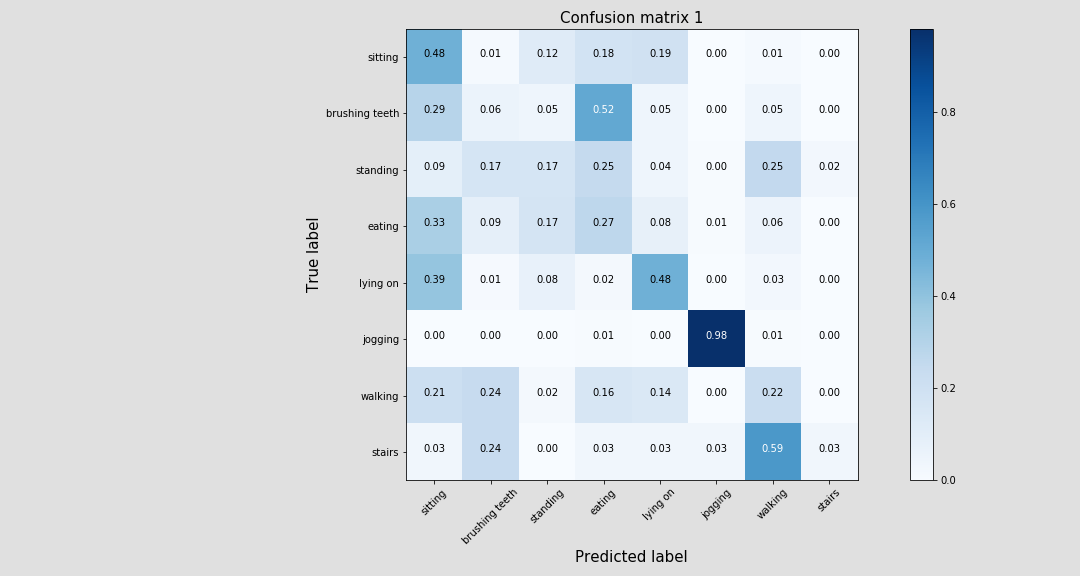 Confusion matrix 1
True label
sitting 0.48 0.01 0.12 0.18 0.19 0.00 0.01 0.00
brushing teeth 0.29 0.06 0.05 0.52 0.05 0.00 0.05 0.00
standing 0.09 0.17 0.17 0.25 0.04 0.00 0.25 0.02
eating 0.33 0.09 0.17 0.27 0.08 0.01 0.06 0.00
lying on 0.39 0.01 0.08 0.02 0.48 0.00 0.03 0.00
jogging 0.00 0.00 0.00 0.01 0.00 0.98 0.01 0.00
walking 0.21 0.24 0.02 0.16 0.14 0.00 0.22 0.00
stairs 0.03 0.24 0.00 0.03 0.03 0.03 0.59 0.03
sitting brushing teeth standing eating lying on jogging walking stairs
Predicted label
0.8
0.6
0.4
0.2
0.0